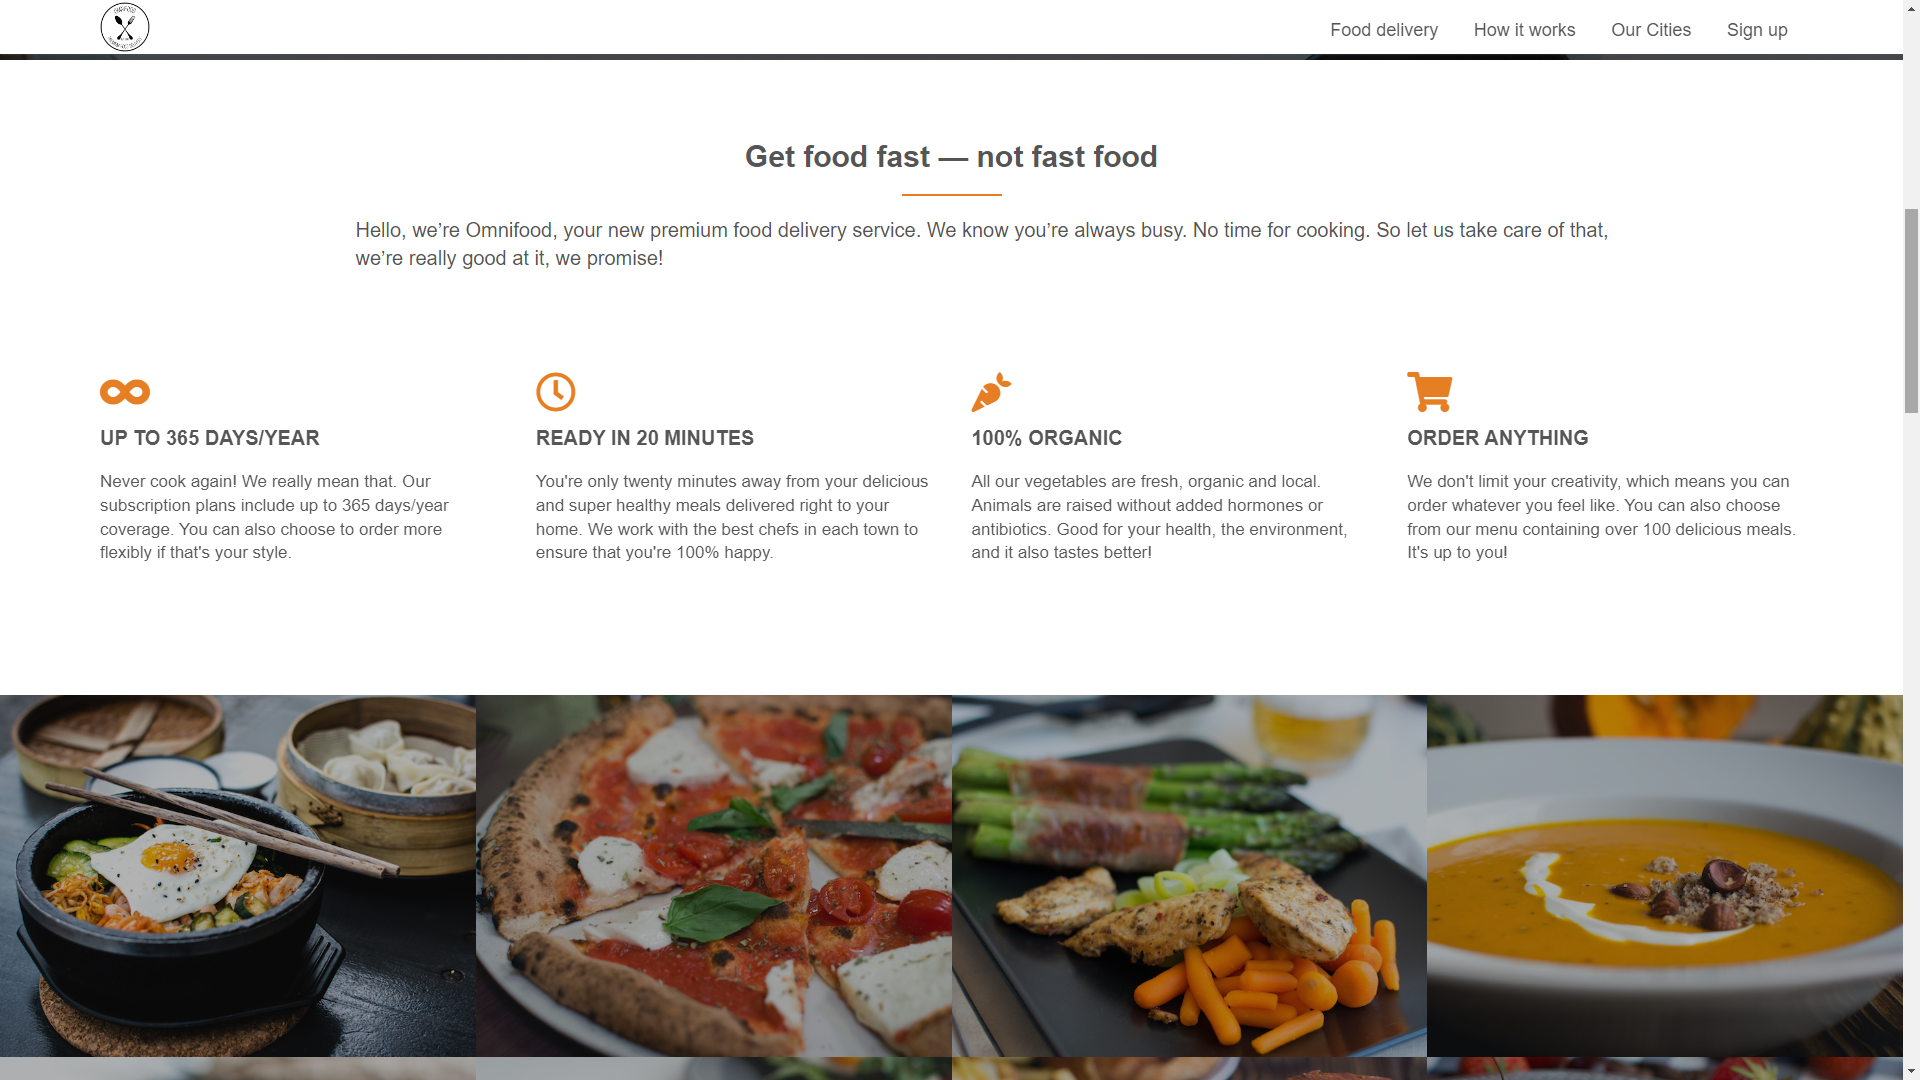 Food delivery How it works Our Cities Sign up
Get food fast — not fast food
Hello, we’re Omnifood, your new premium food delivery service. We know you’re always busy. No time for cooking. So let us take care of that,
we’re really good at it, we promise!
UP TO 365 DAYS/YEAR
Never cook again! We really mean that. Our
subscription plans include up to 365 days/year
coverage. You can also choose to order more
flexibly if that's your style.
READY IN 20 MINUTES
You're only twenty minutes away from your delicious
and super healthy meals delivered right to your
home. We work with the best chefs in each town to
ensure that you're 100% happy.
100% ORGANIC
All our vegetables are fresh, organic and local.
Animals are raised without added hormones or
antibiotics. Good for your health, the environment,
and it also tastes better!
ORDER ANYTHING
We don't limit your creativity, which means you can
order whatever you feel like. You can also choose
from our menu containing over 100 delicious meals.
It's up to you!